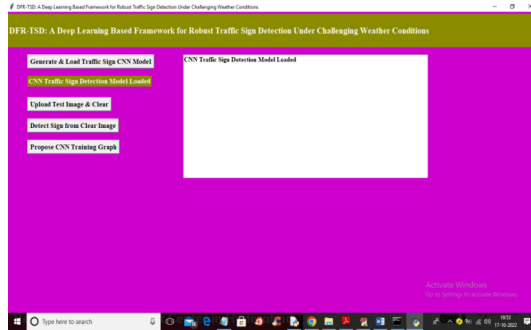 DFR-TSD: A Deep Learning Based Framework for Robust Traffic Sign Detection Under Challenging Weather Conditions
DFR-TSD: A Deep Learning Based Framework for Robust Traffic Sign Detection Under Challenging Weather Conditions
Generate & Load Traffic Sign CNN Model
CNN Traffic Sign Detection Model Loaded
CNN Traffic Sign Detection Model Loaded
Upload Test Image & Clear
Detect Sign from Clear Image
Propose CNN Training Graph
Activate Windows
Go to Settings to activate Windows.
Type here to search
18:53
17-10-2022